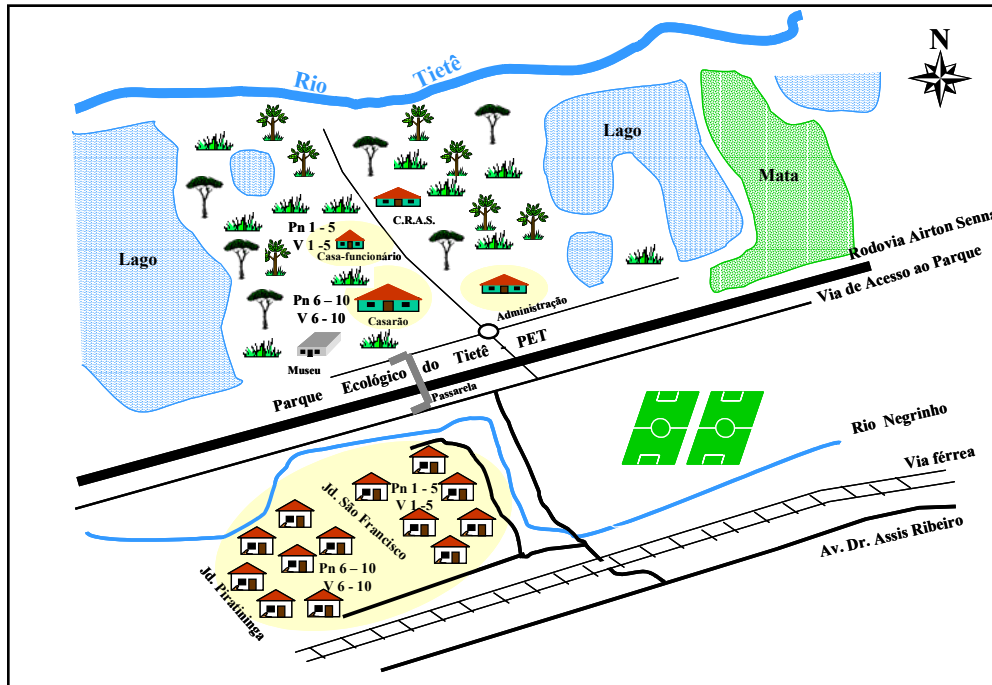 N
Rio Tietê
Lago
Mata
C.R.A.S.
Pn 1 - 5
V 1 -5
Casa-funcionário
Lago
Rodovia Airton Senna
Via de Acesso ao Parque
Pn 6 – 10
V 6 - 10
Casarão
Administração
Museu
Parque Ecológico do Tietê - PET
Passarela
Rio Negrinho
Via férrea
Av. Dr. Assis Ribeiro
Jd. São Francisco
Pn 1 - 5
V 1 -5
Pn 6 – 10
V 6 - 10
Jd. Piratininga